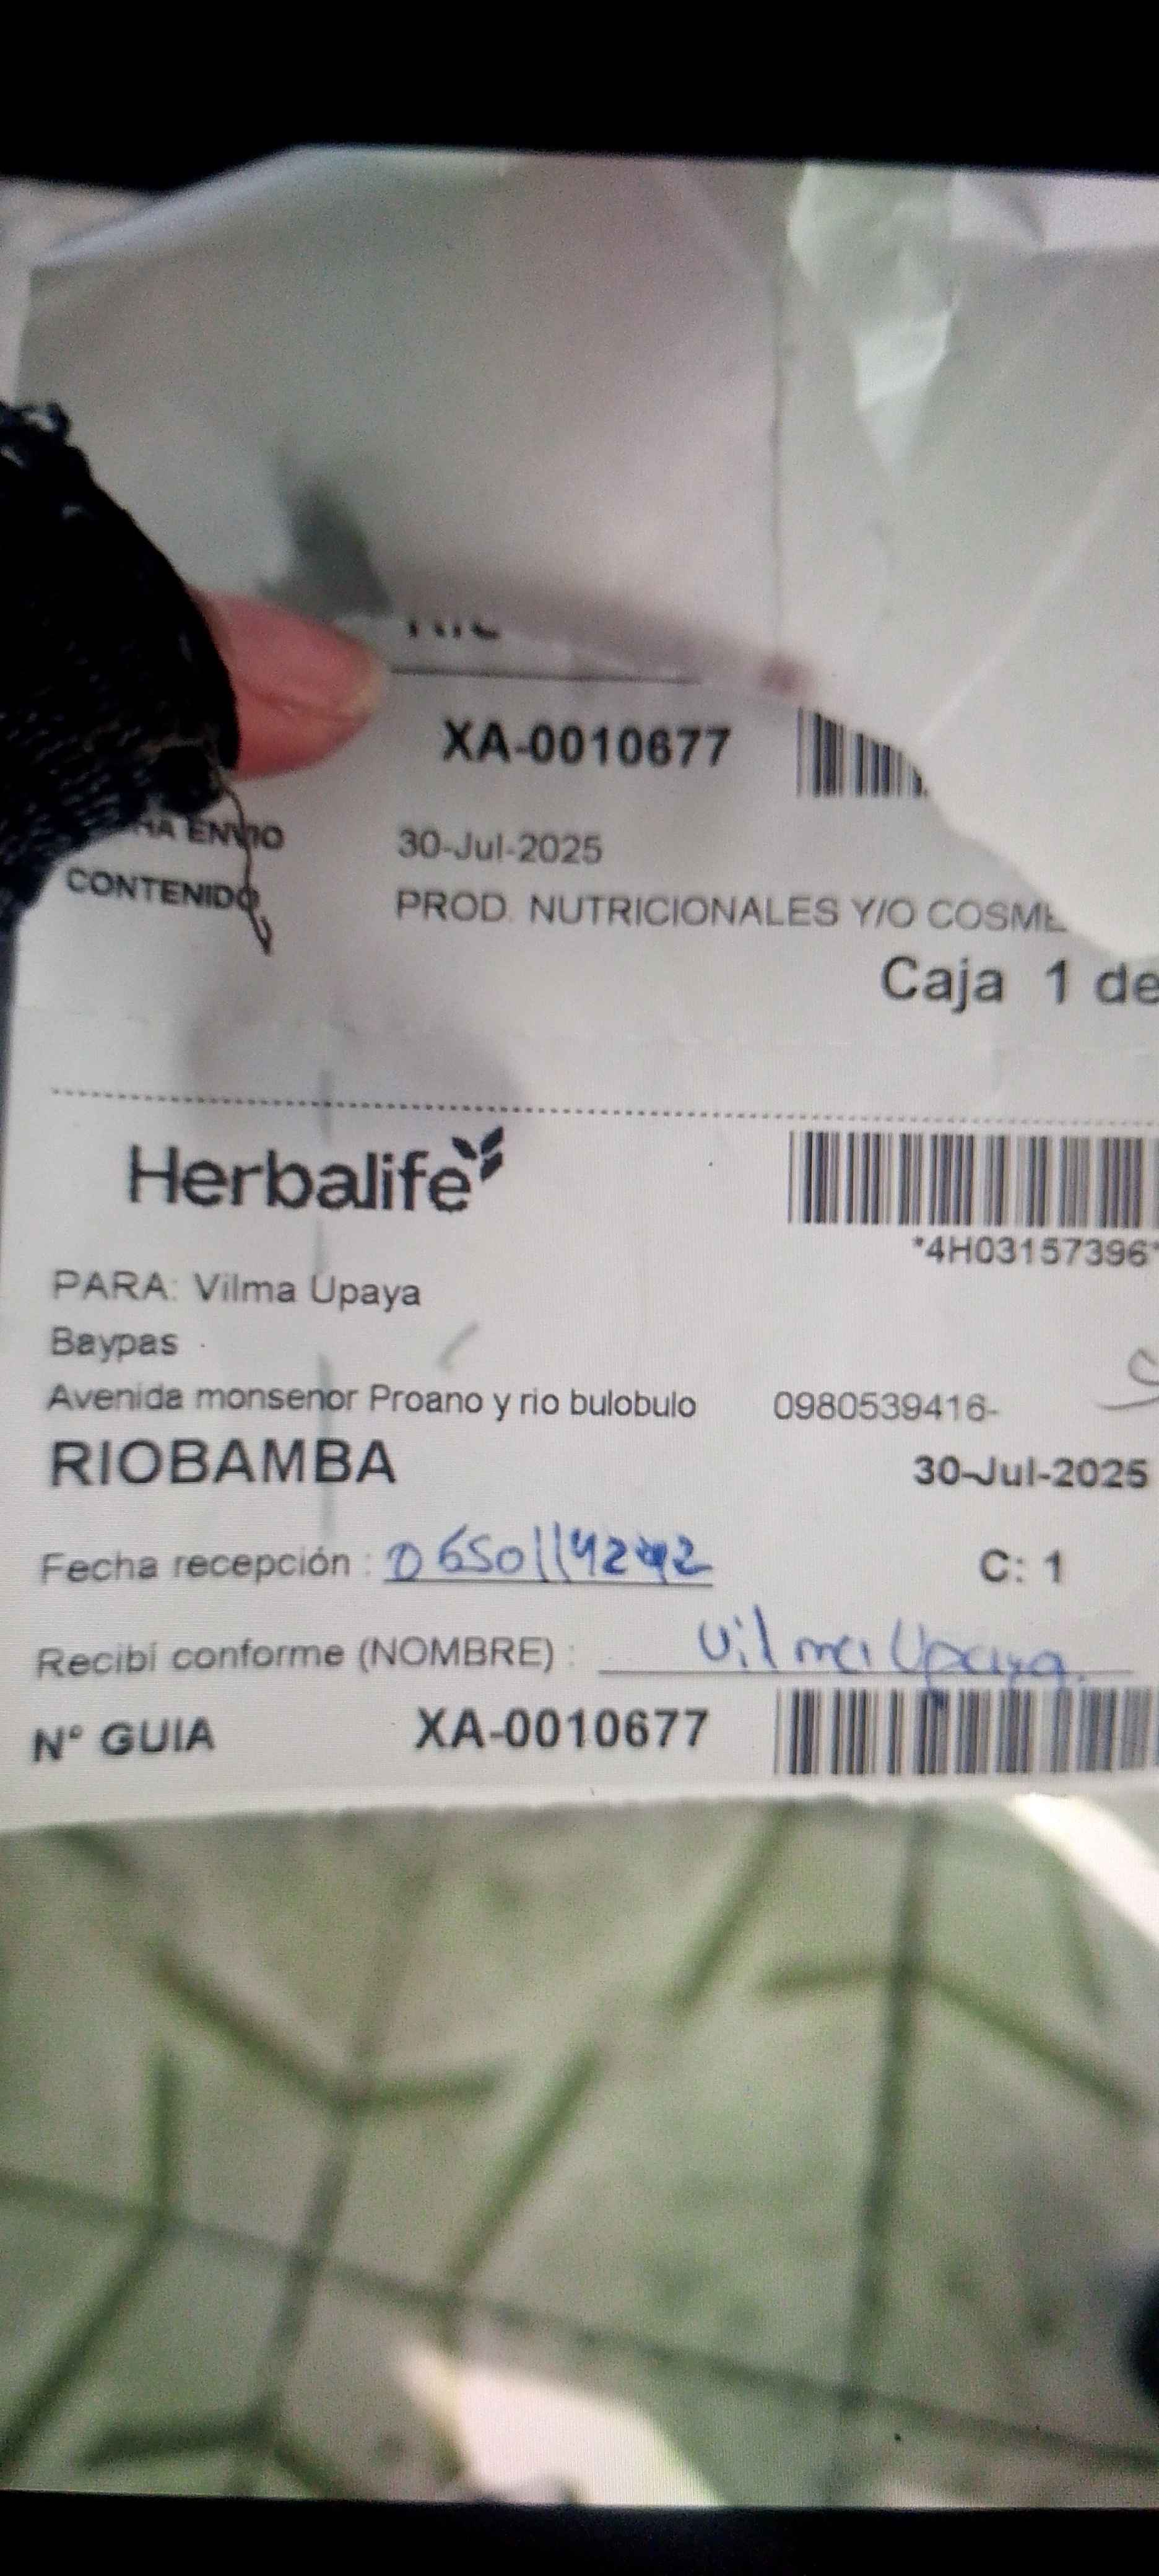 XA-0010677
ENVIO 30-Jul-2025
CONTENIDO PROD. NUTRICIONALES Y/O
Caja 1 de
Herbalife
*4H03157396*
PARA: Vilma Upaya
Baypas
Avenida monsenor Proano y rio bulobulo 0980539416-
RIOBAMBA 30-Jul-2025
Fecha recepción : C: 1
Recibí conforme (NOMBRE) : Vilma Upaya.
N° GUIA XA-0010677